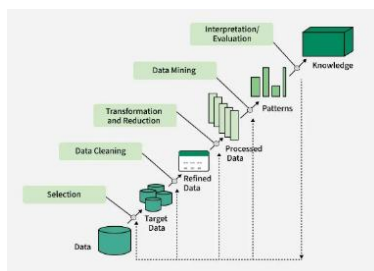 Interpretation/
Evaluation
Knowledge
Data Mining
Patterns
Transformation
and Reduction
Processed
Data
Data Cleaning
Refined
Data
Selection
Target
Data
Data